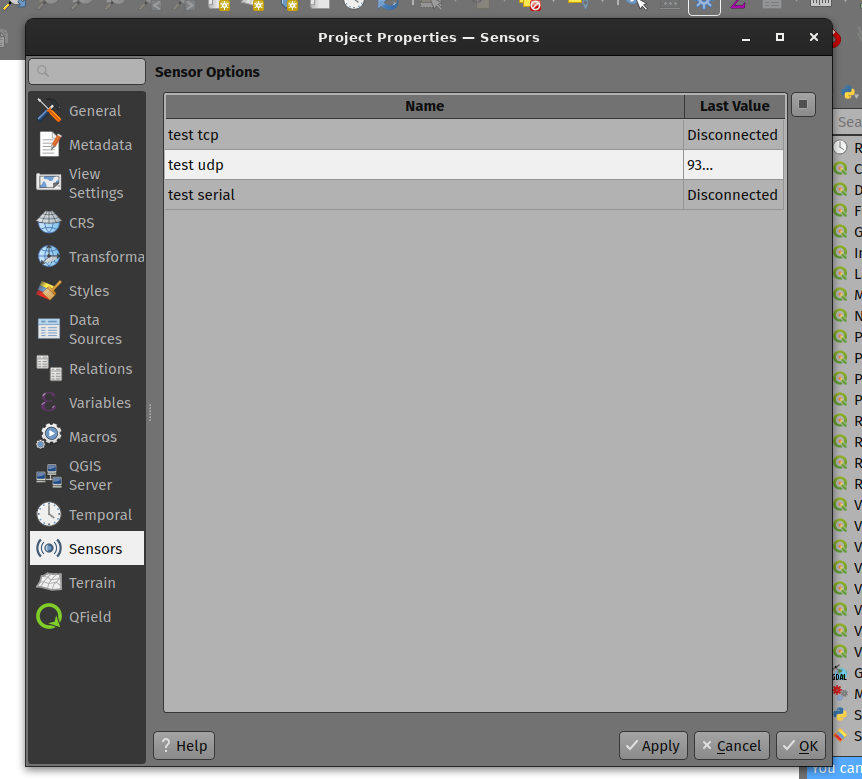 Project Properties — Sensors
Sensor Options
General
Metadata
View
Settings
CRS
Transforma
Styles
Data
Sources
Relations
Variables
Macros
QGIS
Server
Temporal
Sensors
Terrain
QField
Name Last Value
test tcp Disconnected
test udp 93...
test serial Disconnected
Help
Apply
Cancel
OK
Sea
R
C
D
F
G
In
L
M
N
P
P
P
P
R
R
R
R
V
V
V
V
V
V
V
V
GDAL G
M
S
S
You can